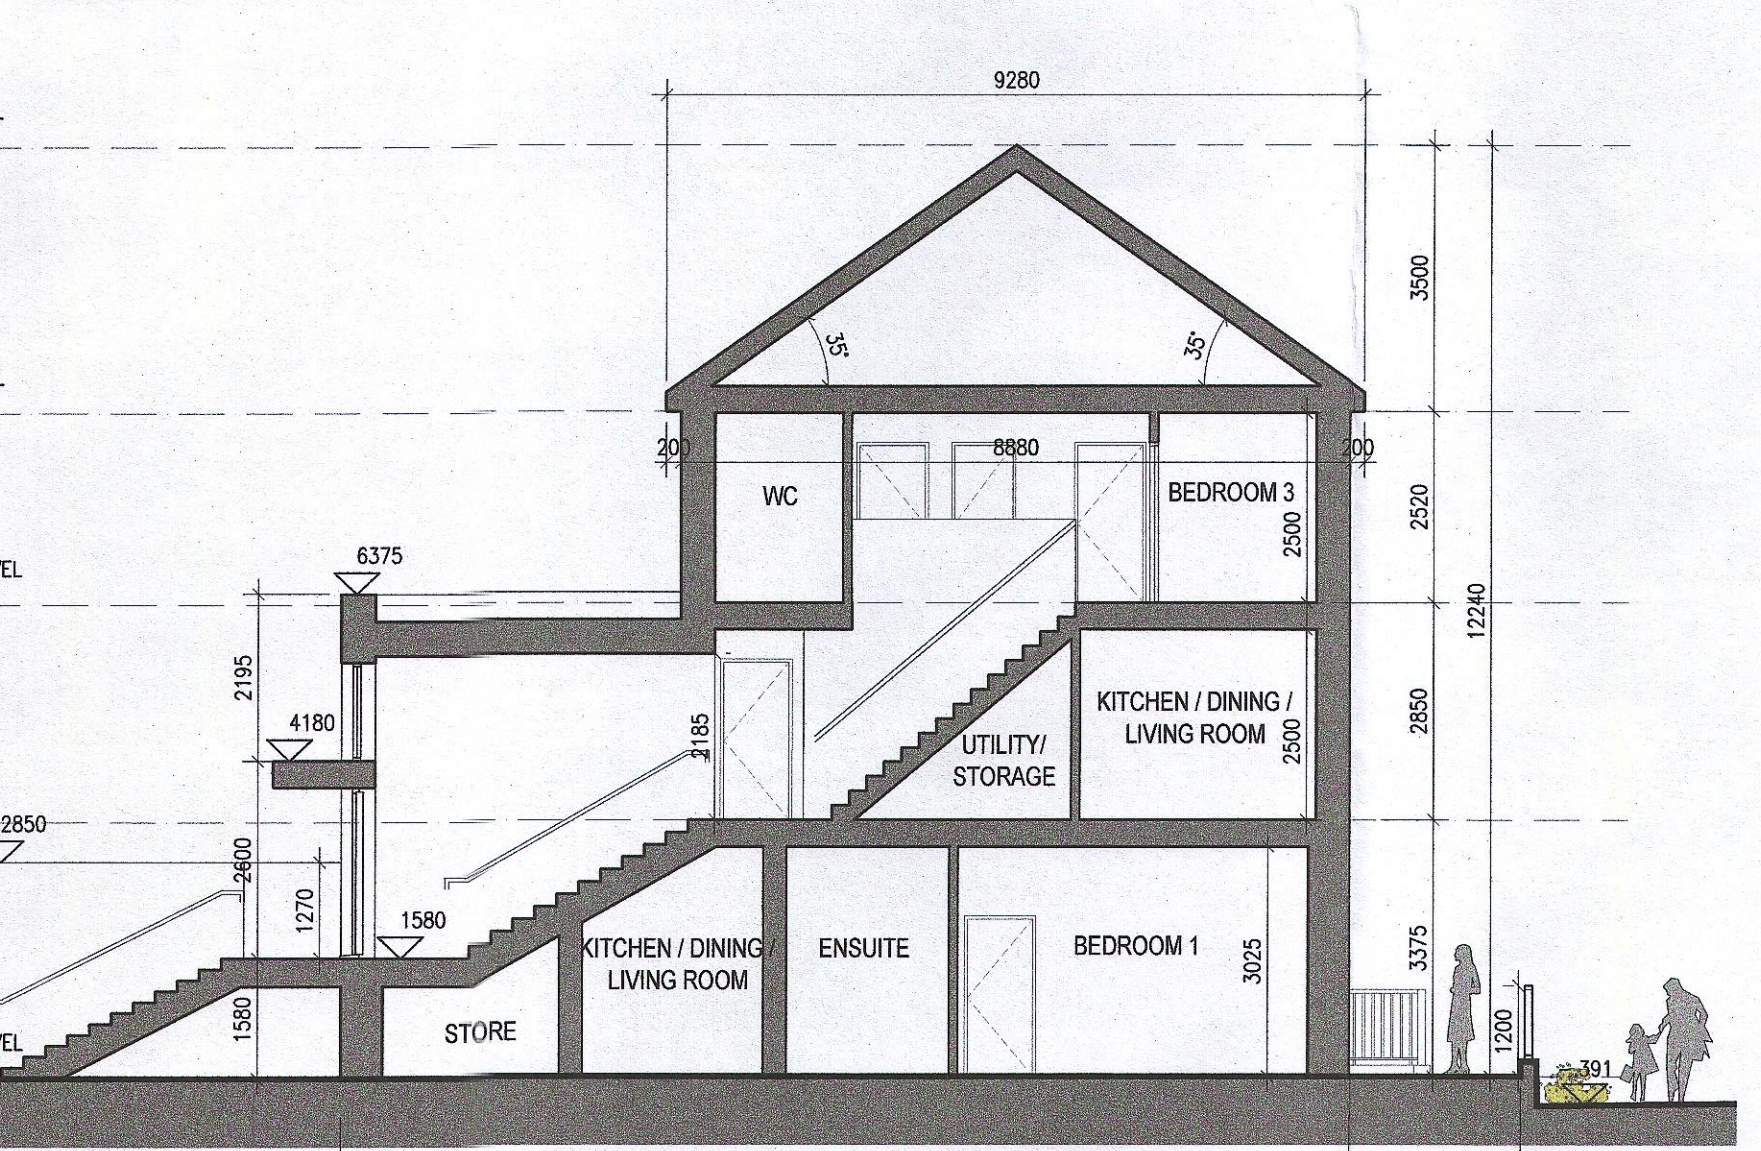 9280
3500
35°
35°
200
8880
200
WC
BEDROOM 3
2500
2520
6375
VEL
12240
2195
4180
2185
KITCHEN / DINING /
LIVING ROOM
2500
2850
UTILITY/
STORAGE
2850
2600
1270
1580
KITCHEN / DINING /
LIVING ROOM
ENSUITE
BEDROOM 1
3025
3375
STORE
1580
VEL
1200
391